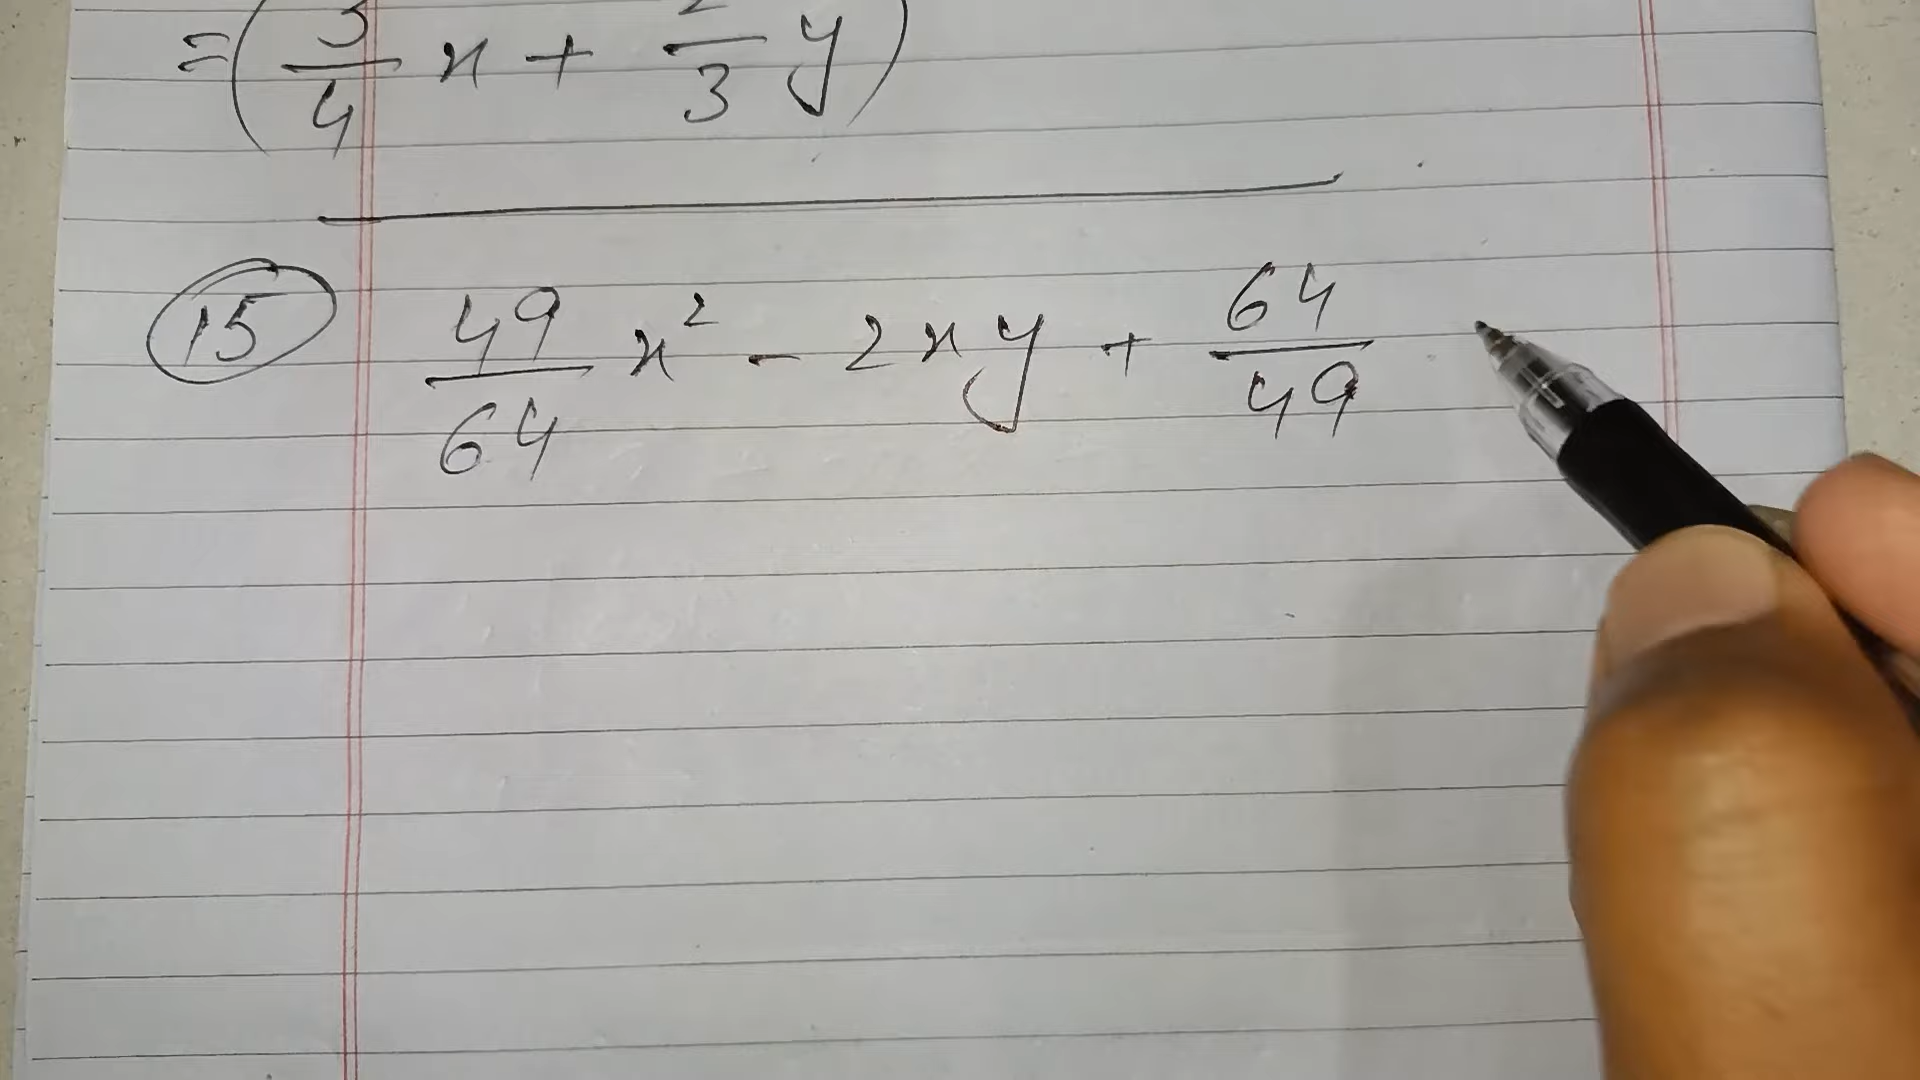 = (3/4 x + 2/3 y)
15 49/64 x² - 2xy + 64/49